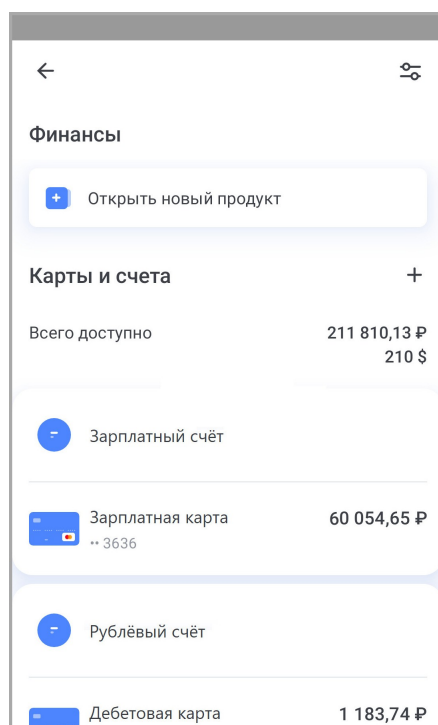 Финансы
Открыть новый продукт
Карты и счета
Всего доступно 211 810,13 ₽
210 $
Зарплатный счёт
Зарплатная карта 60 054,65 ₽
•• 3636
Рублёвый счёт
Дебетовая карта 1 183,74 ₽